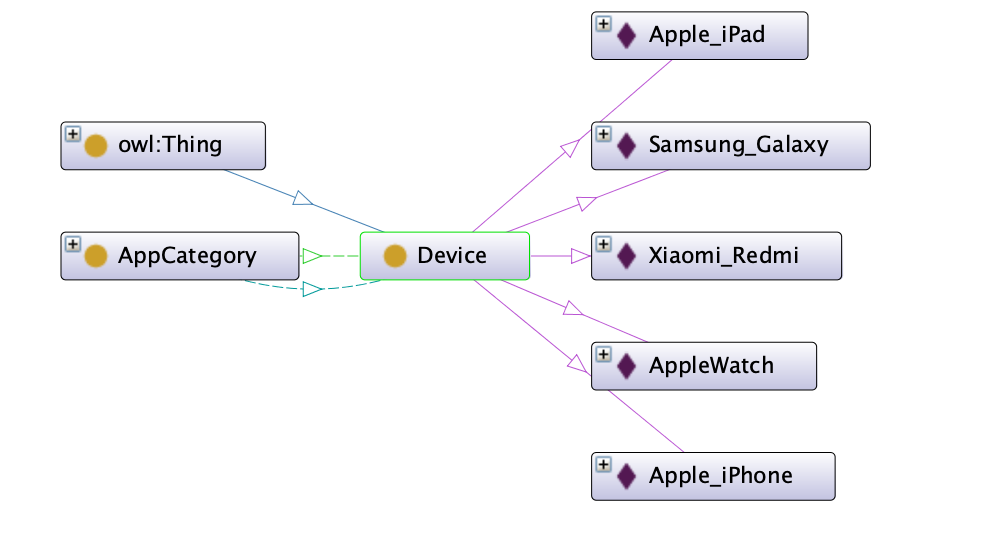 Apple_iPad
owl:Thing
Samsung_Galaxy
AppCategory
Device
Xiaomi_Redmi
AppleWatch
Apple_iPhone